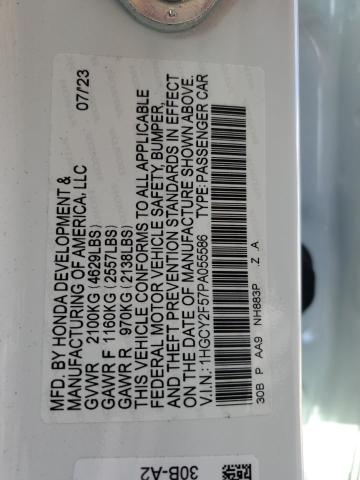 MFD. BY HONDA DEVELOPMENT &
MANUFACTURING OF AMERICA, LLC 07/'23
GVWR 2100KG (4629LBS)
GAWR F 1160KG (2557LBS)
GAWR R 970KG (2138LBS)
THIS VEHICLE CONFORMS TO ALL APPLICABLE
FEDERAL MOTOR VEHICLE SAFETY, BUMPER,
AND THEFT PREVENTION STANDARDS IN EFFECT
ON THE DATE OF MANUFACTURE SHOWN ABOVE.
V.I.N.: 1HGCY2F57PA055586 TYPE: PASSENGER CAR
30B P AA9 NH883P .Z A
30B-A2